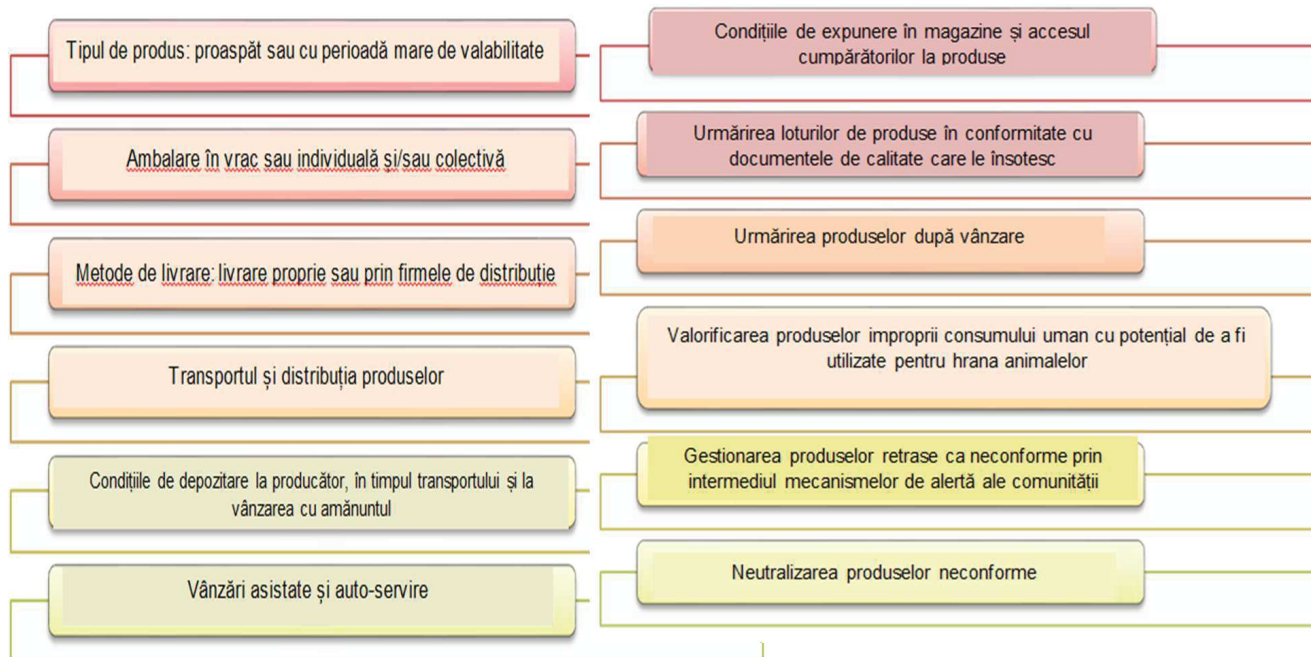 Tipul de produs: proaspăt sau cu perioadă mare de valabilitate
Ambalare în vrac sau individuală și/sau colectivă
Metode de livrare: livrare proprie sau prin firmele de distribuție
Transportul și distribuția produselor
Condițiile de depozitare la producător, în timpul transportului și la
vânzarea cu amănuntul
Vânzări asistate și auto-servire
Condițiile de expunere în magazine și accesul
cumpărătorilor la produse
Urmărirea loturilor de produse în conformitate cu
documentele de calitate care le însotesc
Urmărirea produselor după vânzare
Valorificarea produselor improprii consumului uman cu potențial de a fi
utilizate pentru hrana animalelor
Gestionarea produselor retrase ca neconforme prin
intermediul mecanismelor de alertă ale comunității
Neutralizarea produselor neconforme